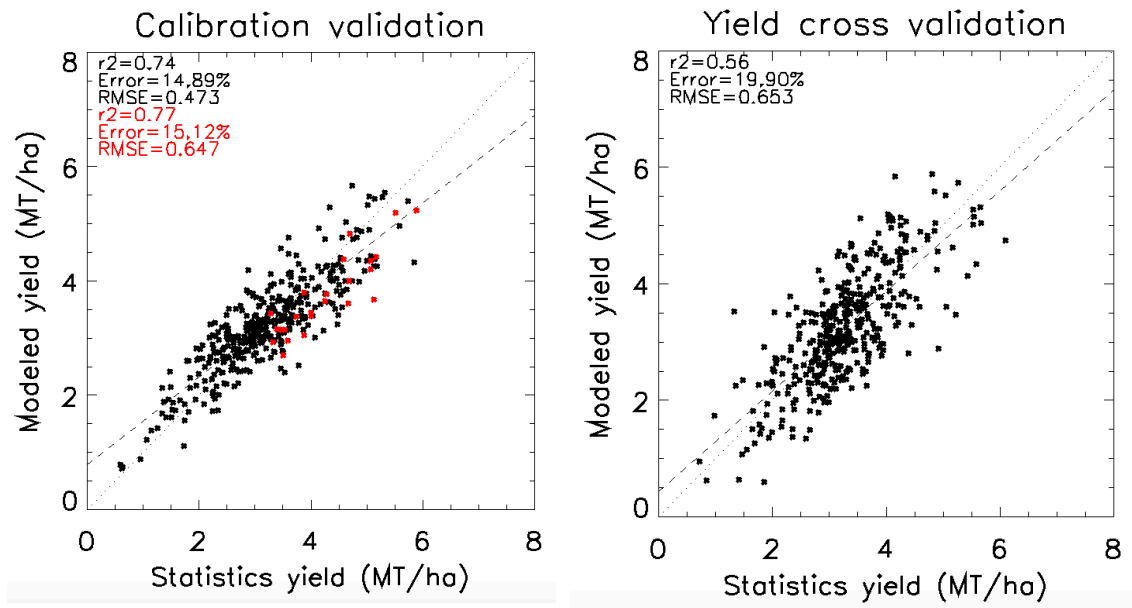 Calibration validation
r2=0.74
Error=14.89%
RMSE=0.473
r2=0.77
Error=15.12%
RMSE=0.647
8
6
4
2
0
Modeled yield (MT/ha)
0 2 4 6 8
Statistics yield (MT/ha)
Yield cross validation
r2=0.56
Error=19.90%
RMSE=0.653
8
6
4
2
0
Modeled yield (MT/ha)
0 2 4 6 8
Statistics yield (MT/ha)